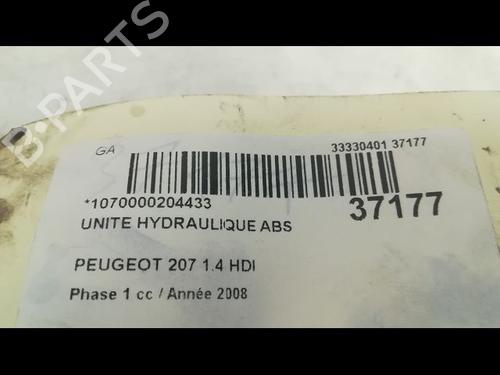 B-PARTS
GA
33330401 37177
*1070000204433
37177
UNITE HYDRAULIQUE ABS
PEUGEOT 207 1.4 HDI
Phase 1 cc / Année 2008